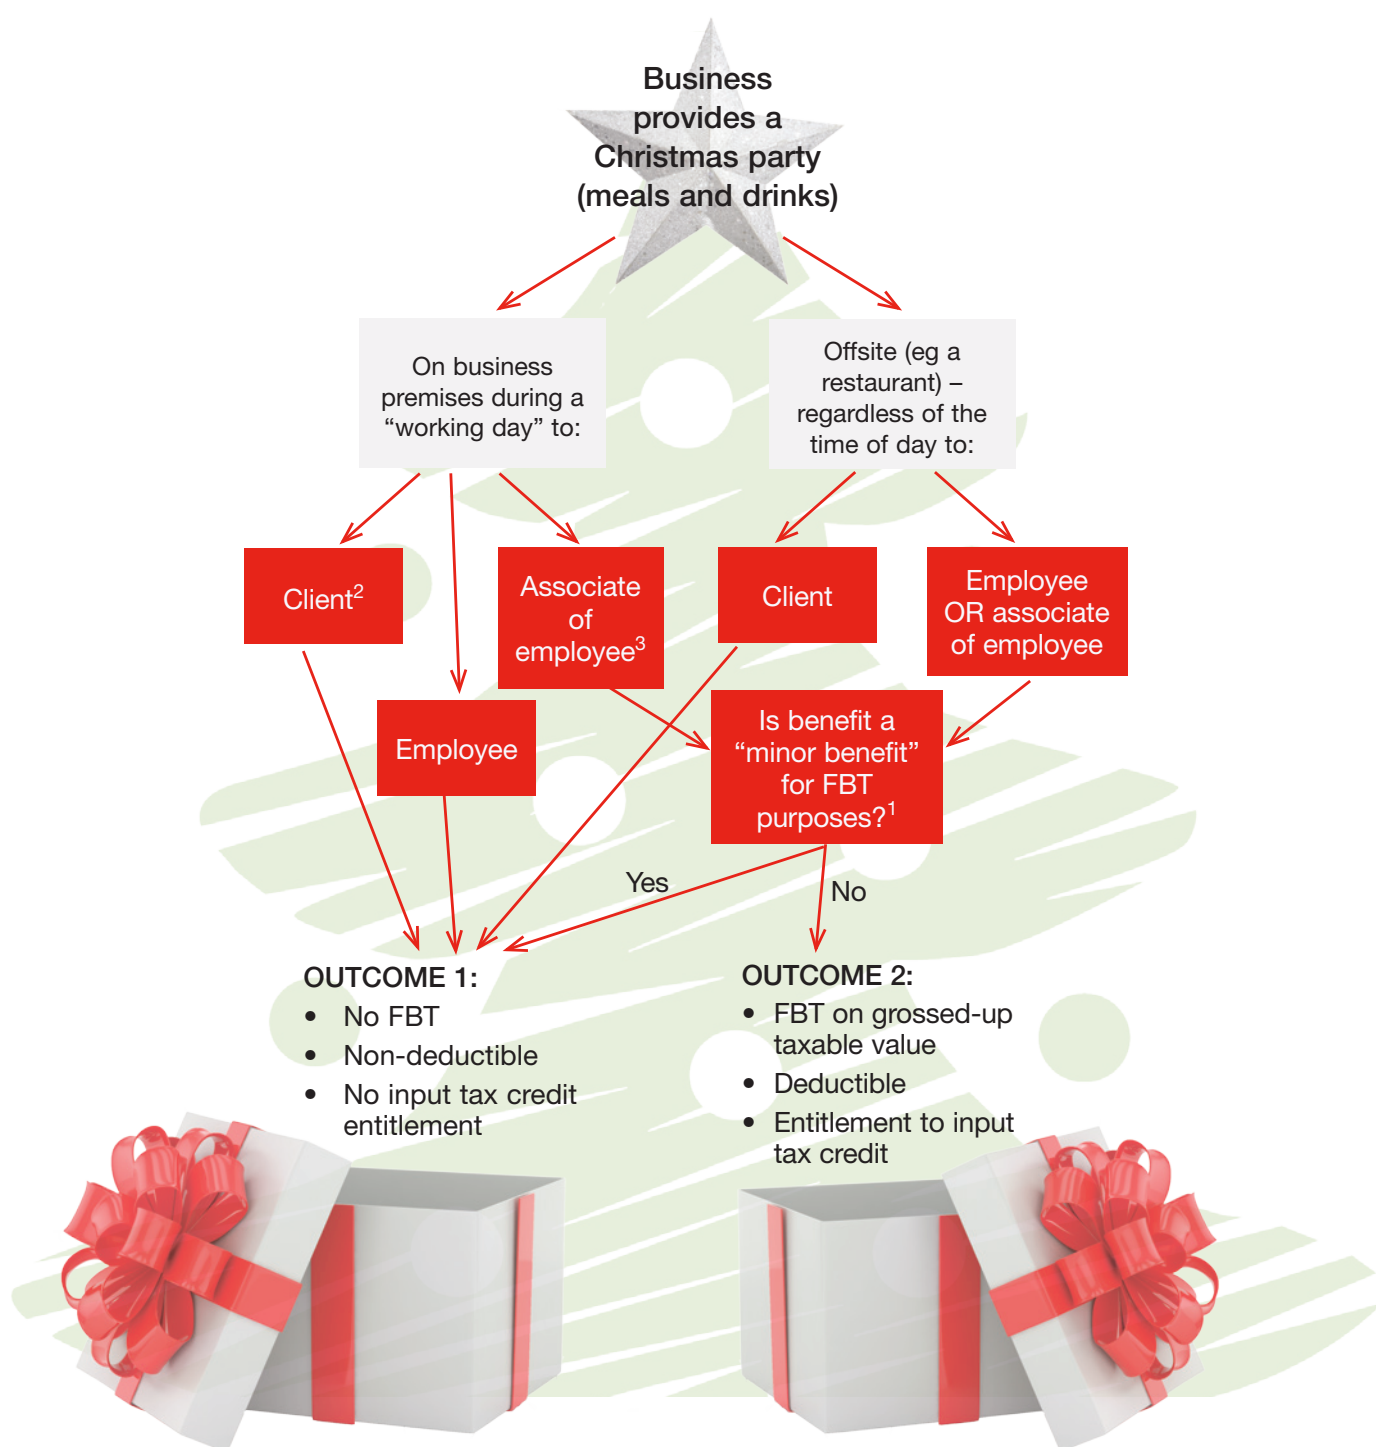 Business
provides a
Christmas party
(meals and drinks)
On business
premises during a
“working day” to:
Offsite (eg a
restaurant) –
regardless of the
time of day to:
Client²
Associate
of
employee³
Client
Employee
OR associate
of employee
Employee
Is benefit a
“minor benefit”
for FBT
purposes?¹
Yes
No
OUTCOME 1:
• No FBT
• Non-deductible
• No input tax credit
entitlement
OUTCOME 2:
• FBT on grossed-up
taxable value
• Deductible
• Entitlement to input
tax credit